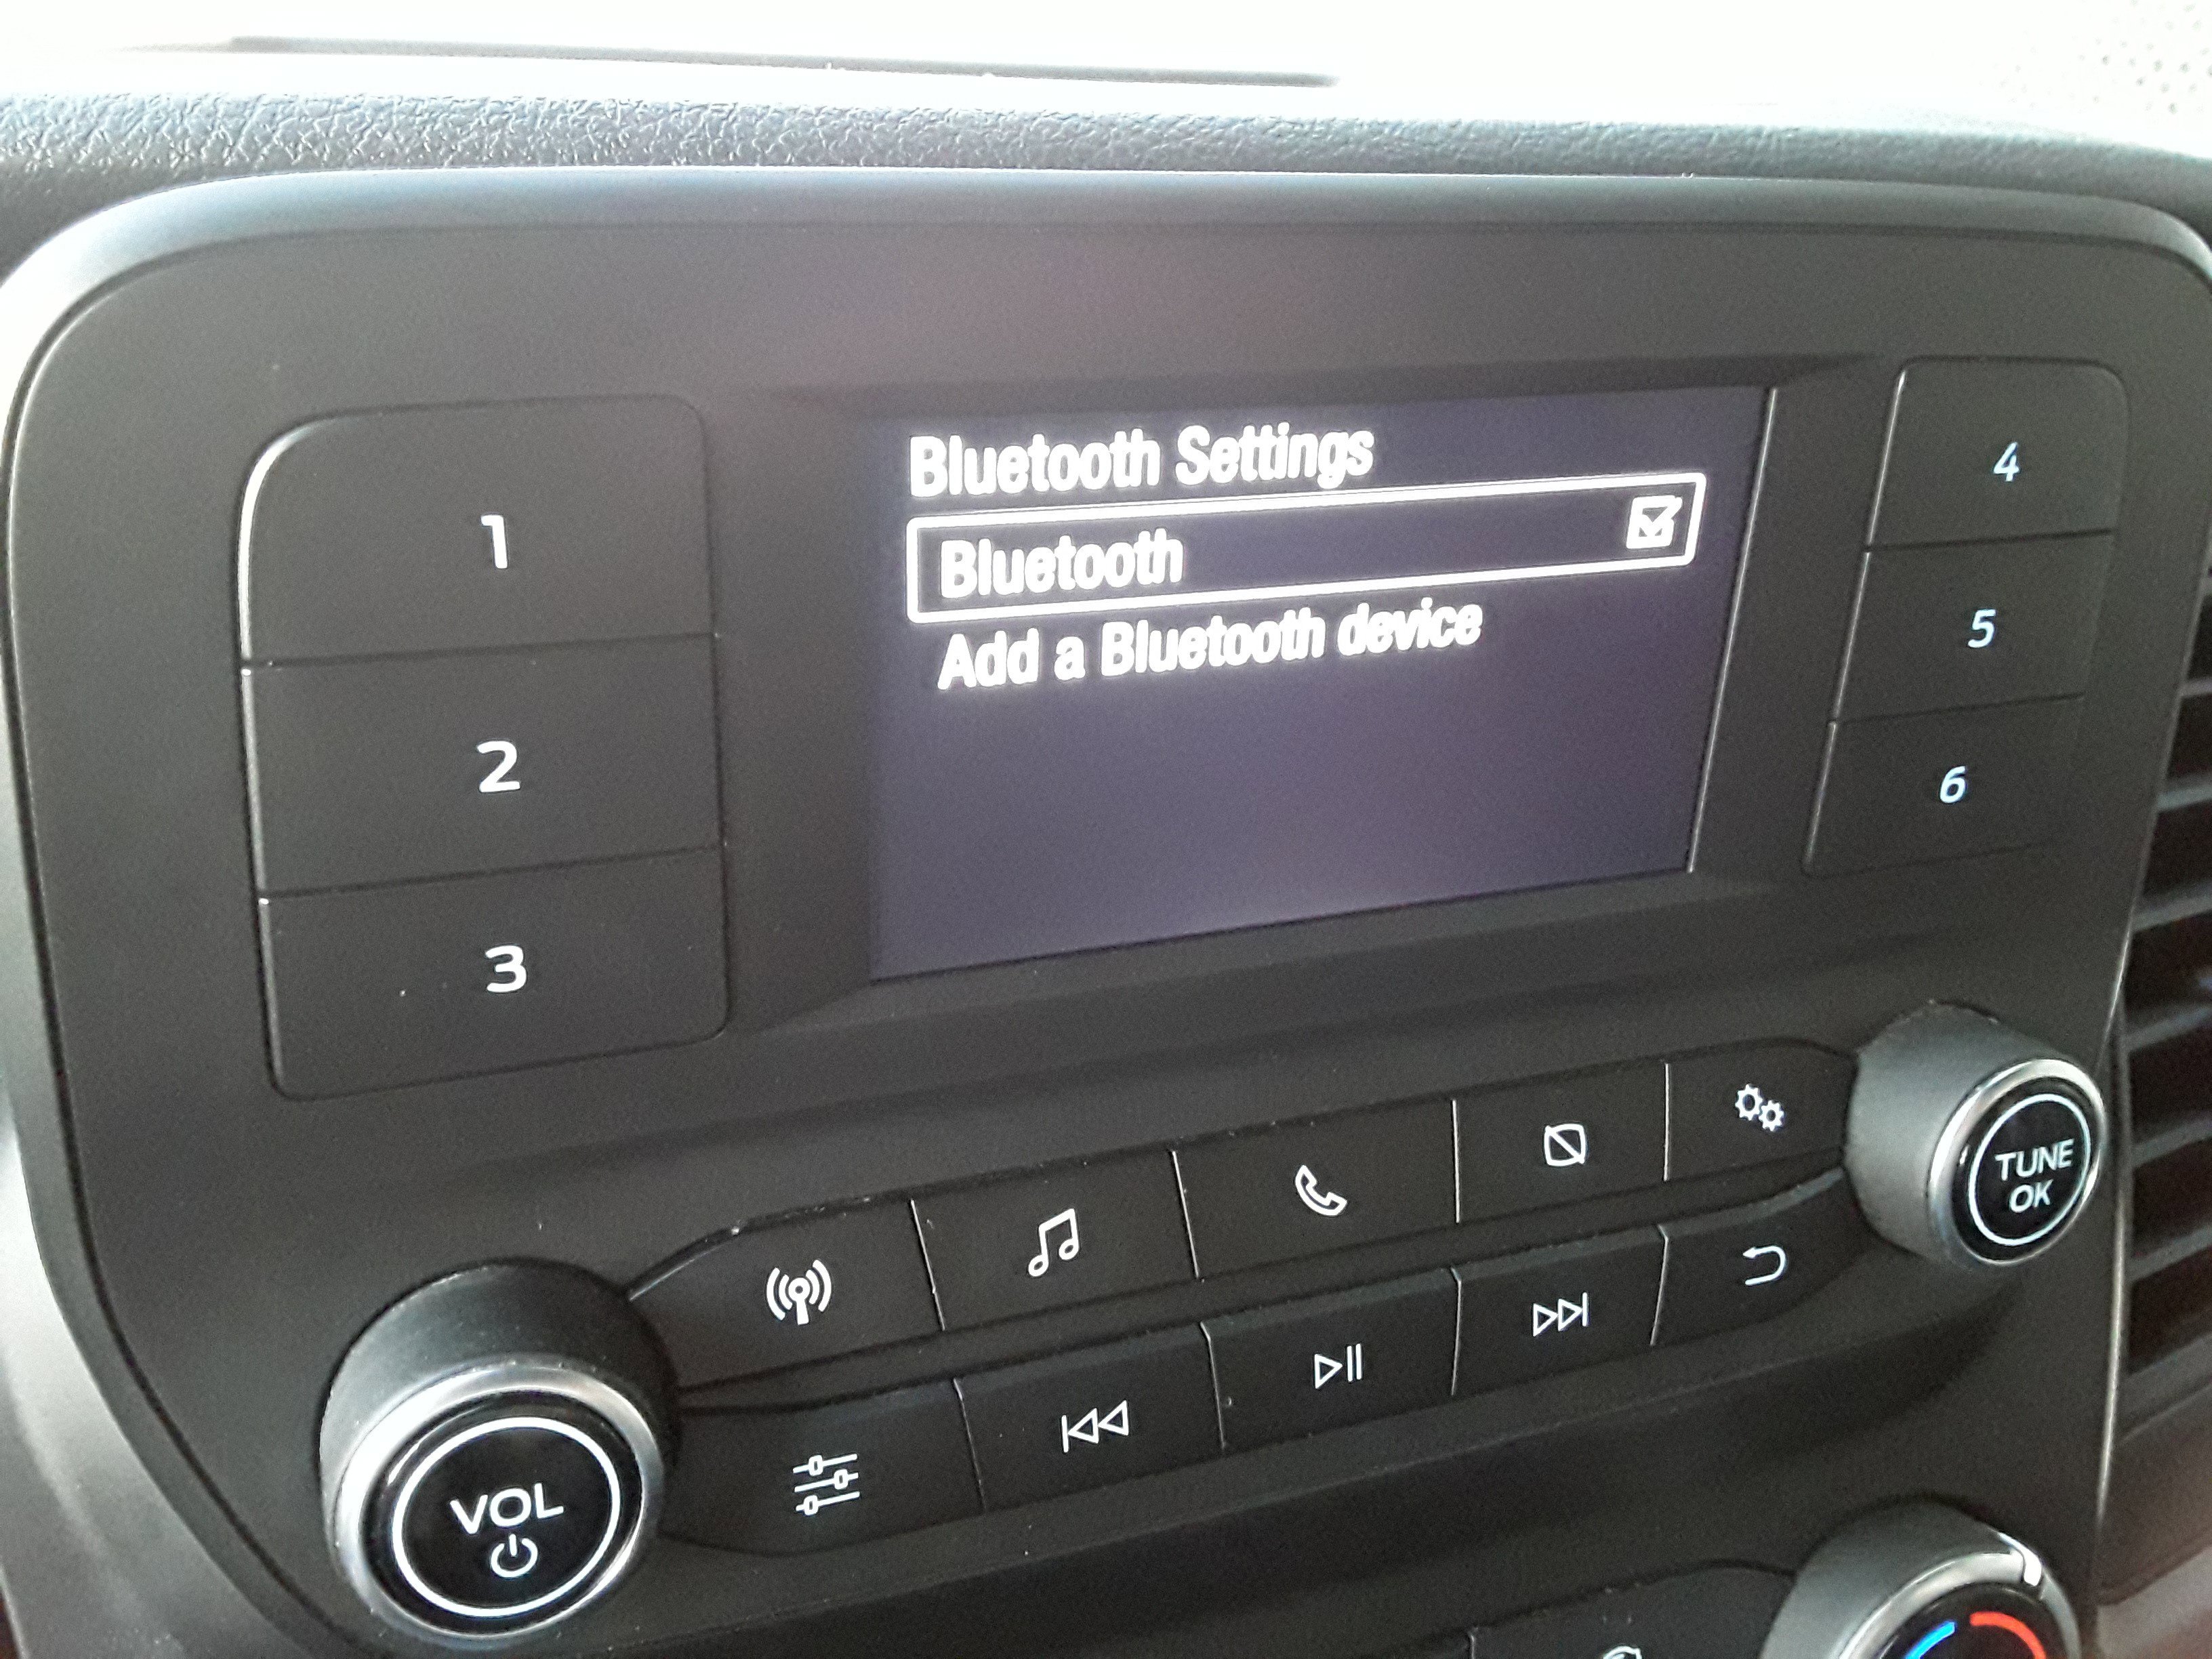 Bluetooth Settings
Bluetooth
Add a Bluetooth device
1
2
3
4
5
6
TUNE
OK
VOL